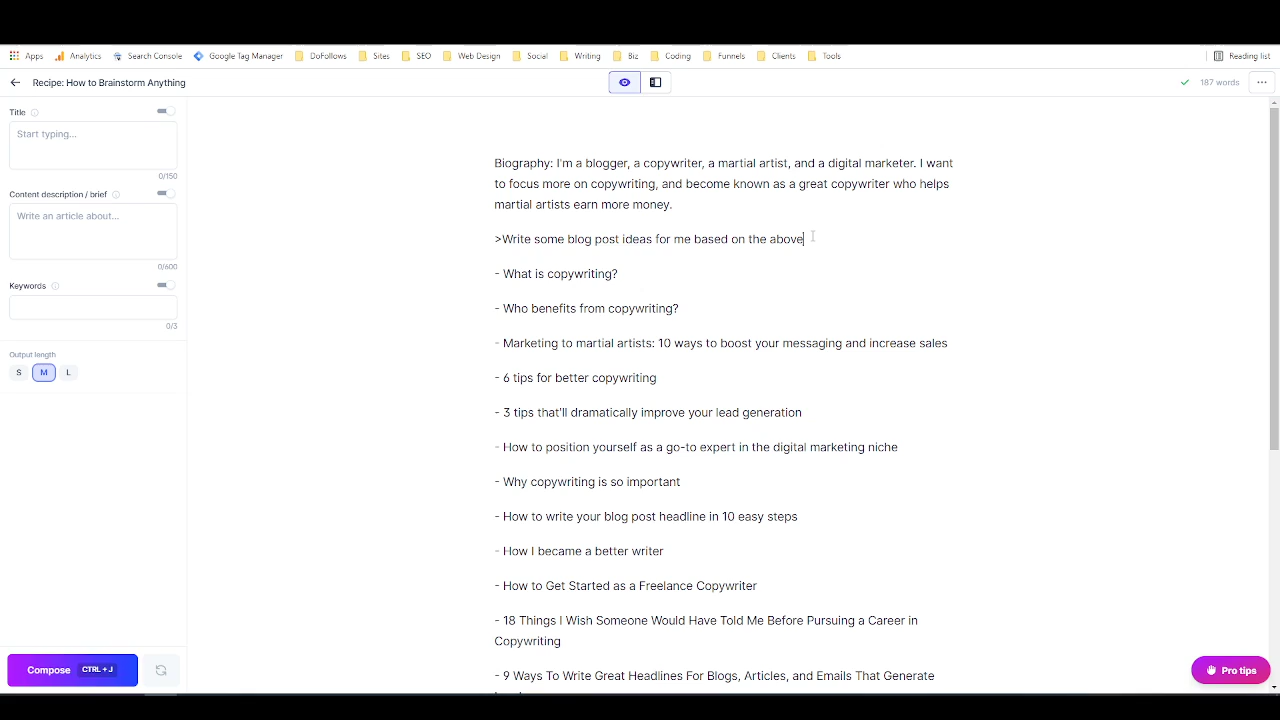 Apps Analytics Search Console Google Tag Manager DoFollows Sites SEO Web Design Social Writing Biz Coding Funnels Clients Tools Reading list
Recipe: How to Brainstorm Anything 187 words
Title
Start typing...
0/150
Content description / brief
Write an article about...
0/600
Keywords
0/3
Output length
S M L
Compose CTRL + J
Biography: I'm a blogger, a copywriter, a martial artist, and a digital marketer. I want
to focus more on copywriting, and become known as a great copywriter who helps
martial artists earn more money.
>Write some blog post ideas for me based on the above
- What is copywriting?
- Who benefits from copywriting?
- Marketing to martial artists: 10 ways to boost your messaging and increase sales
- 6 tips for better copywriting
- 3 tips that'll dramatically improve your lead generation
- How to position yourself as a go-to expert in the digital marketing niche
- Why copywriting is so important
- How to write your blog post headline in 10 easy steps
- How I became a better writer
- How to Get Started as a Freelance Copywriter
- 18 Things I Wish Someone Would Have Told Me Before Pursuing a Career in
Copywriting
- 9 Ways To Write Great Headlines For Blogs, Articles, and Emails That Generate
Pro tips